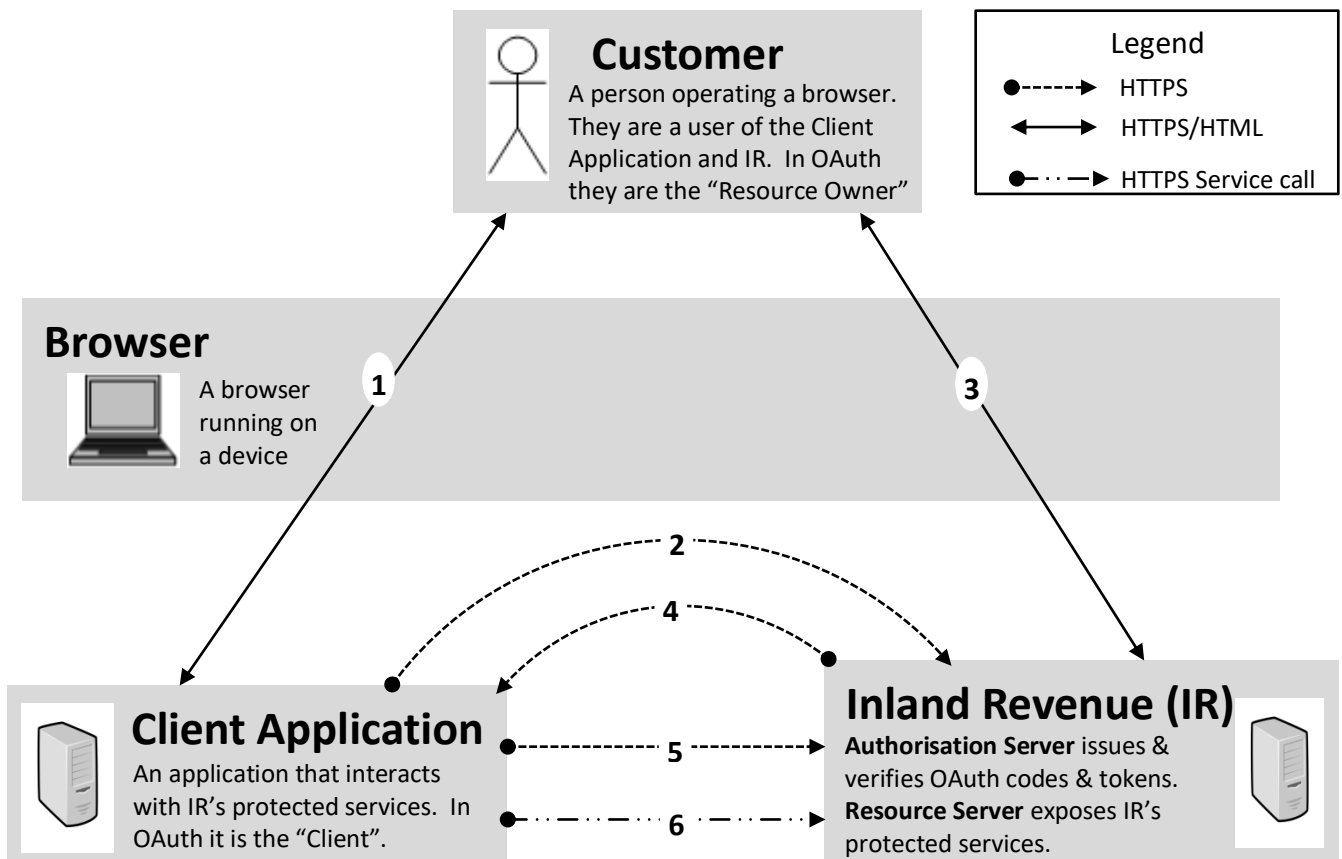 Customer
A person operating a browser.
They are a user of the Client
Application and IR.  In OAuth
they are the “Resource Owner”
Legend
HTTPS
HTTPS/HTML
HTTPS Service call
Browser
A browser
running on
a device
1
3
2
4
5
6
Client Application
An application that interacts
with IR’s protected services.  In
OAuth it is the “Client”.
Inland Revenue (IR)
Authorisation Server issues &
verifies OAuth codes & tokens.
Resource Server exposes IR’s
protected services.